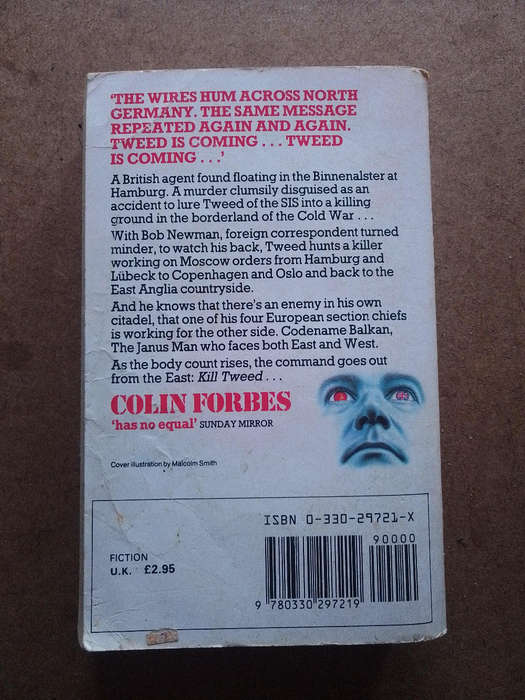 'THE WIRES HUM ACROSS NORTH
GERMANY. THE SAME MESSAGE
REPEATED AGAIN AND AGAIN.
TWEED IS COMING . . . TWEED
IS COMING . . .'
A British agent found floating in the Binnenalster at
Hamburg. A murder clumsily disguised as an
accident to lure Tweed of the SIS into a killing
ground in the borderland of the Cold War . . .
With Bob Newman, foreign correspondent turned
minder, to watch his back, Tweed hunts a killer
working on Moscow orders from Hamburg and
Lübeck to Copenhagen and Oslo and back to the
East Anglia countryside.
And he knows that there's an enemy in his own
citadel, that one of his four European section chiefs
is working for the other side. Codename Balkan,
The Janus Man who faces both East and West.
As the body count rises, the command goes out
from the East: Kill Tweed . . .
COLIN FORBES
'has no equal' SUNDAY MIRROR
Cover illustration by Malcolm Smith
ISBN 0-330-29721-X
90000
FICTION
U.K. £2.95
9 780330 297219